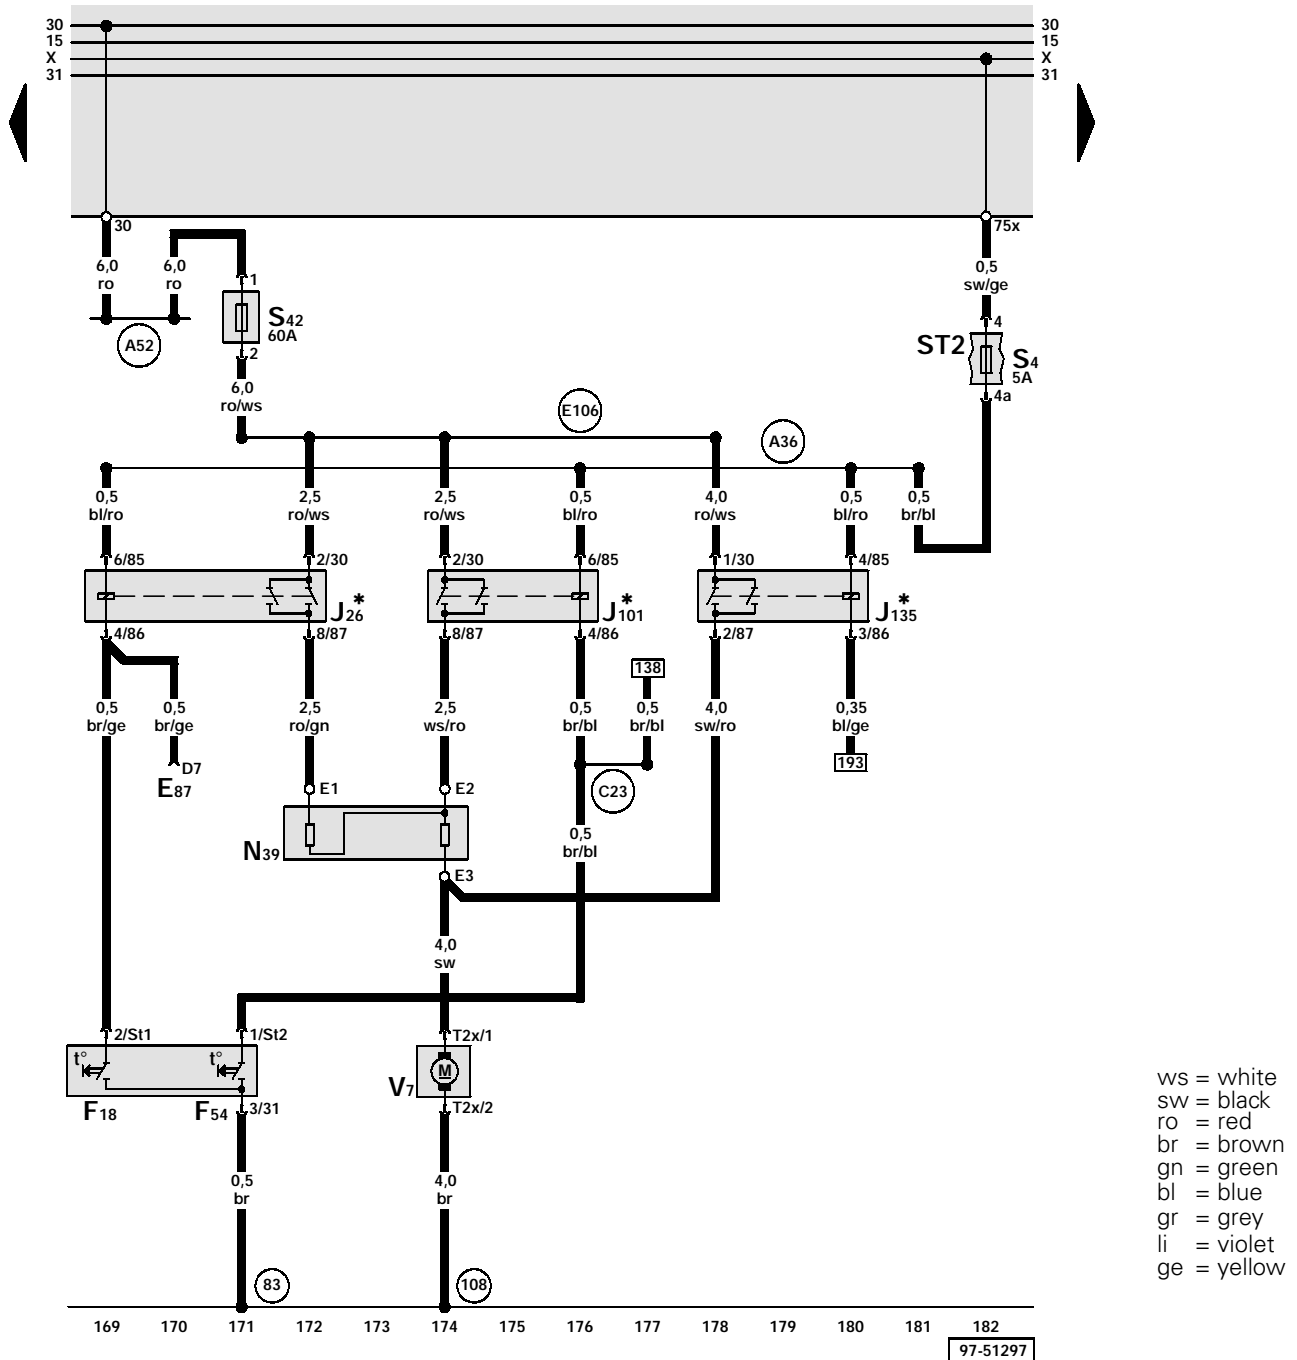 30 30
15 15
X X
31 31
30 75x
6,0 6,0 0,5
ro ro sw/ge
1
S42
60A
A52
2
4
ST2 S4
5A
4a
6,0
ro/ws
E106
A36
0,5 2,5 2,5 0,5 4,0 0,5 0,5
bl/ro ro/ws ro/ws bl/ro ro/ws bl/ro br/bl
6/85 2/30 2/30 6/85 1/30 4/85
J26* J101* J135*
4/86 8/87 8/87 4/86 2/87 3/86
138
0,5 0,5 2,5 2,5 0,5 0,5 4,0 0,35
br/ge br/ge ro/gn ws/ro br/bl br/bl sw/ro bl/ge
D7 193
E87 E1 E2 C23
N39
0,5
br/bl
E3
4,0
sw
2/St1 1/St2 T2x/1
t° t° M
V7
F18 F54 3/31 T2x/2
0,5 4,0
br br
83 108
169 170 171 172 173 174 175 176 177 178 179 180 181 182
97-51297
ws = white
sw = black
ro = red
br = brown
gn = green
bl = blue
gr = grey
li = violet
ge = yellow